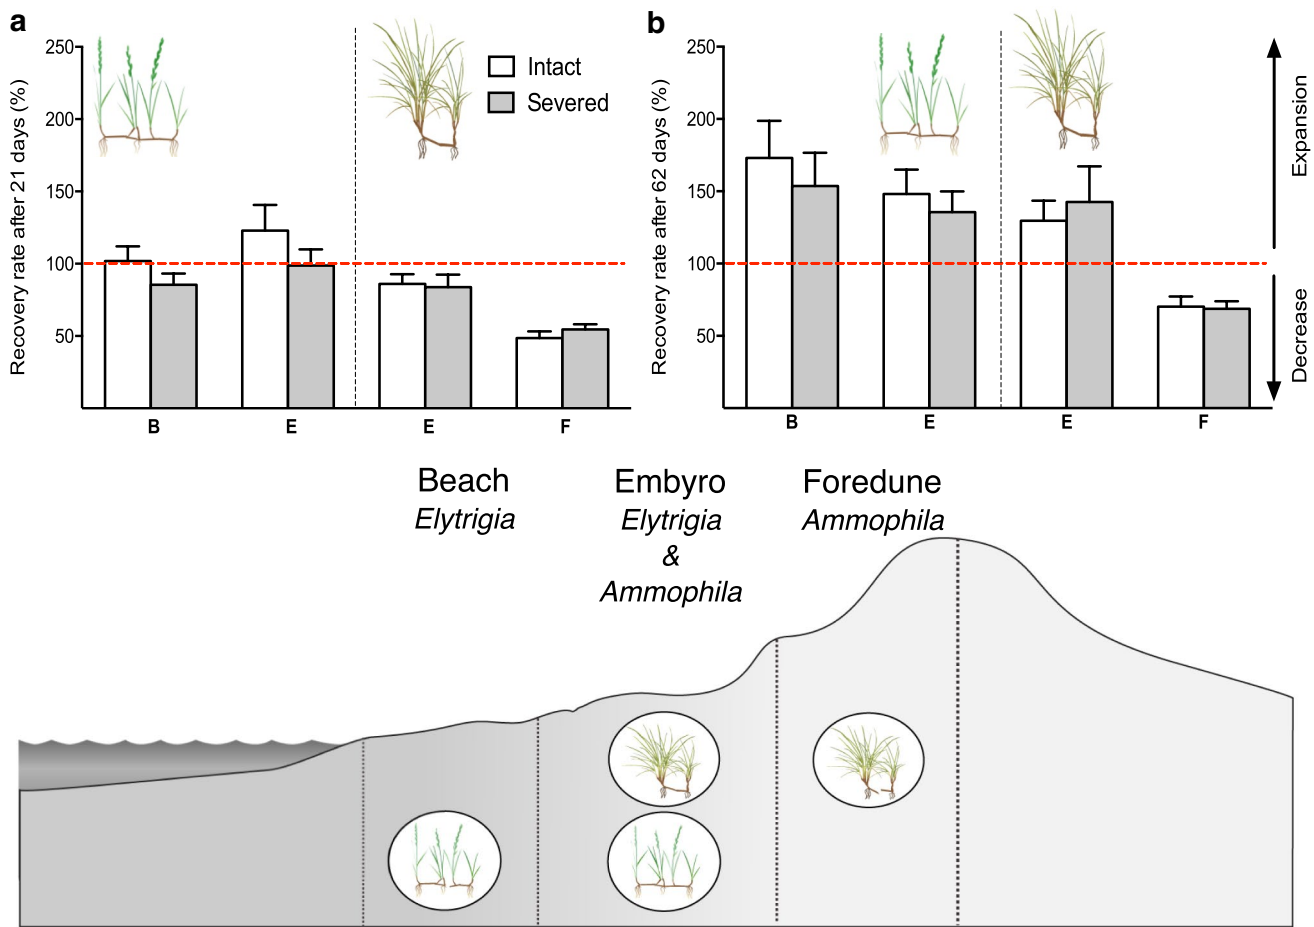 a
Recovery rate after 21 days (%)
250
200
150
100
50
Intact
Severed
B
E
E
F
b
Recovery rate after 62 days (%)
250
200
150
100
50
B
E
E
F
Expansion
Decrease
Beach
Elytrigia
Embyro
Elytrigia
&
Ammophila
Foredune
Ammophila